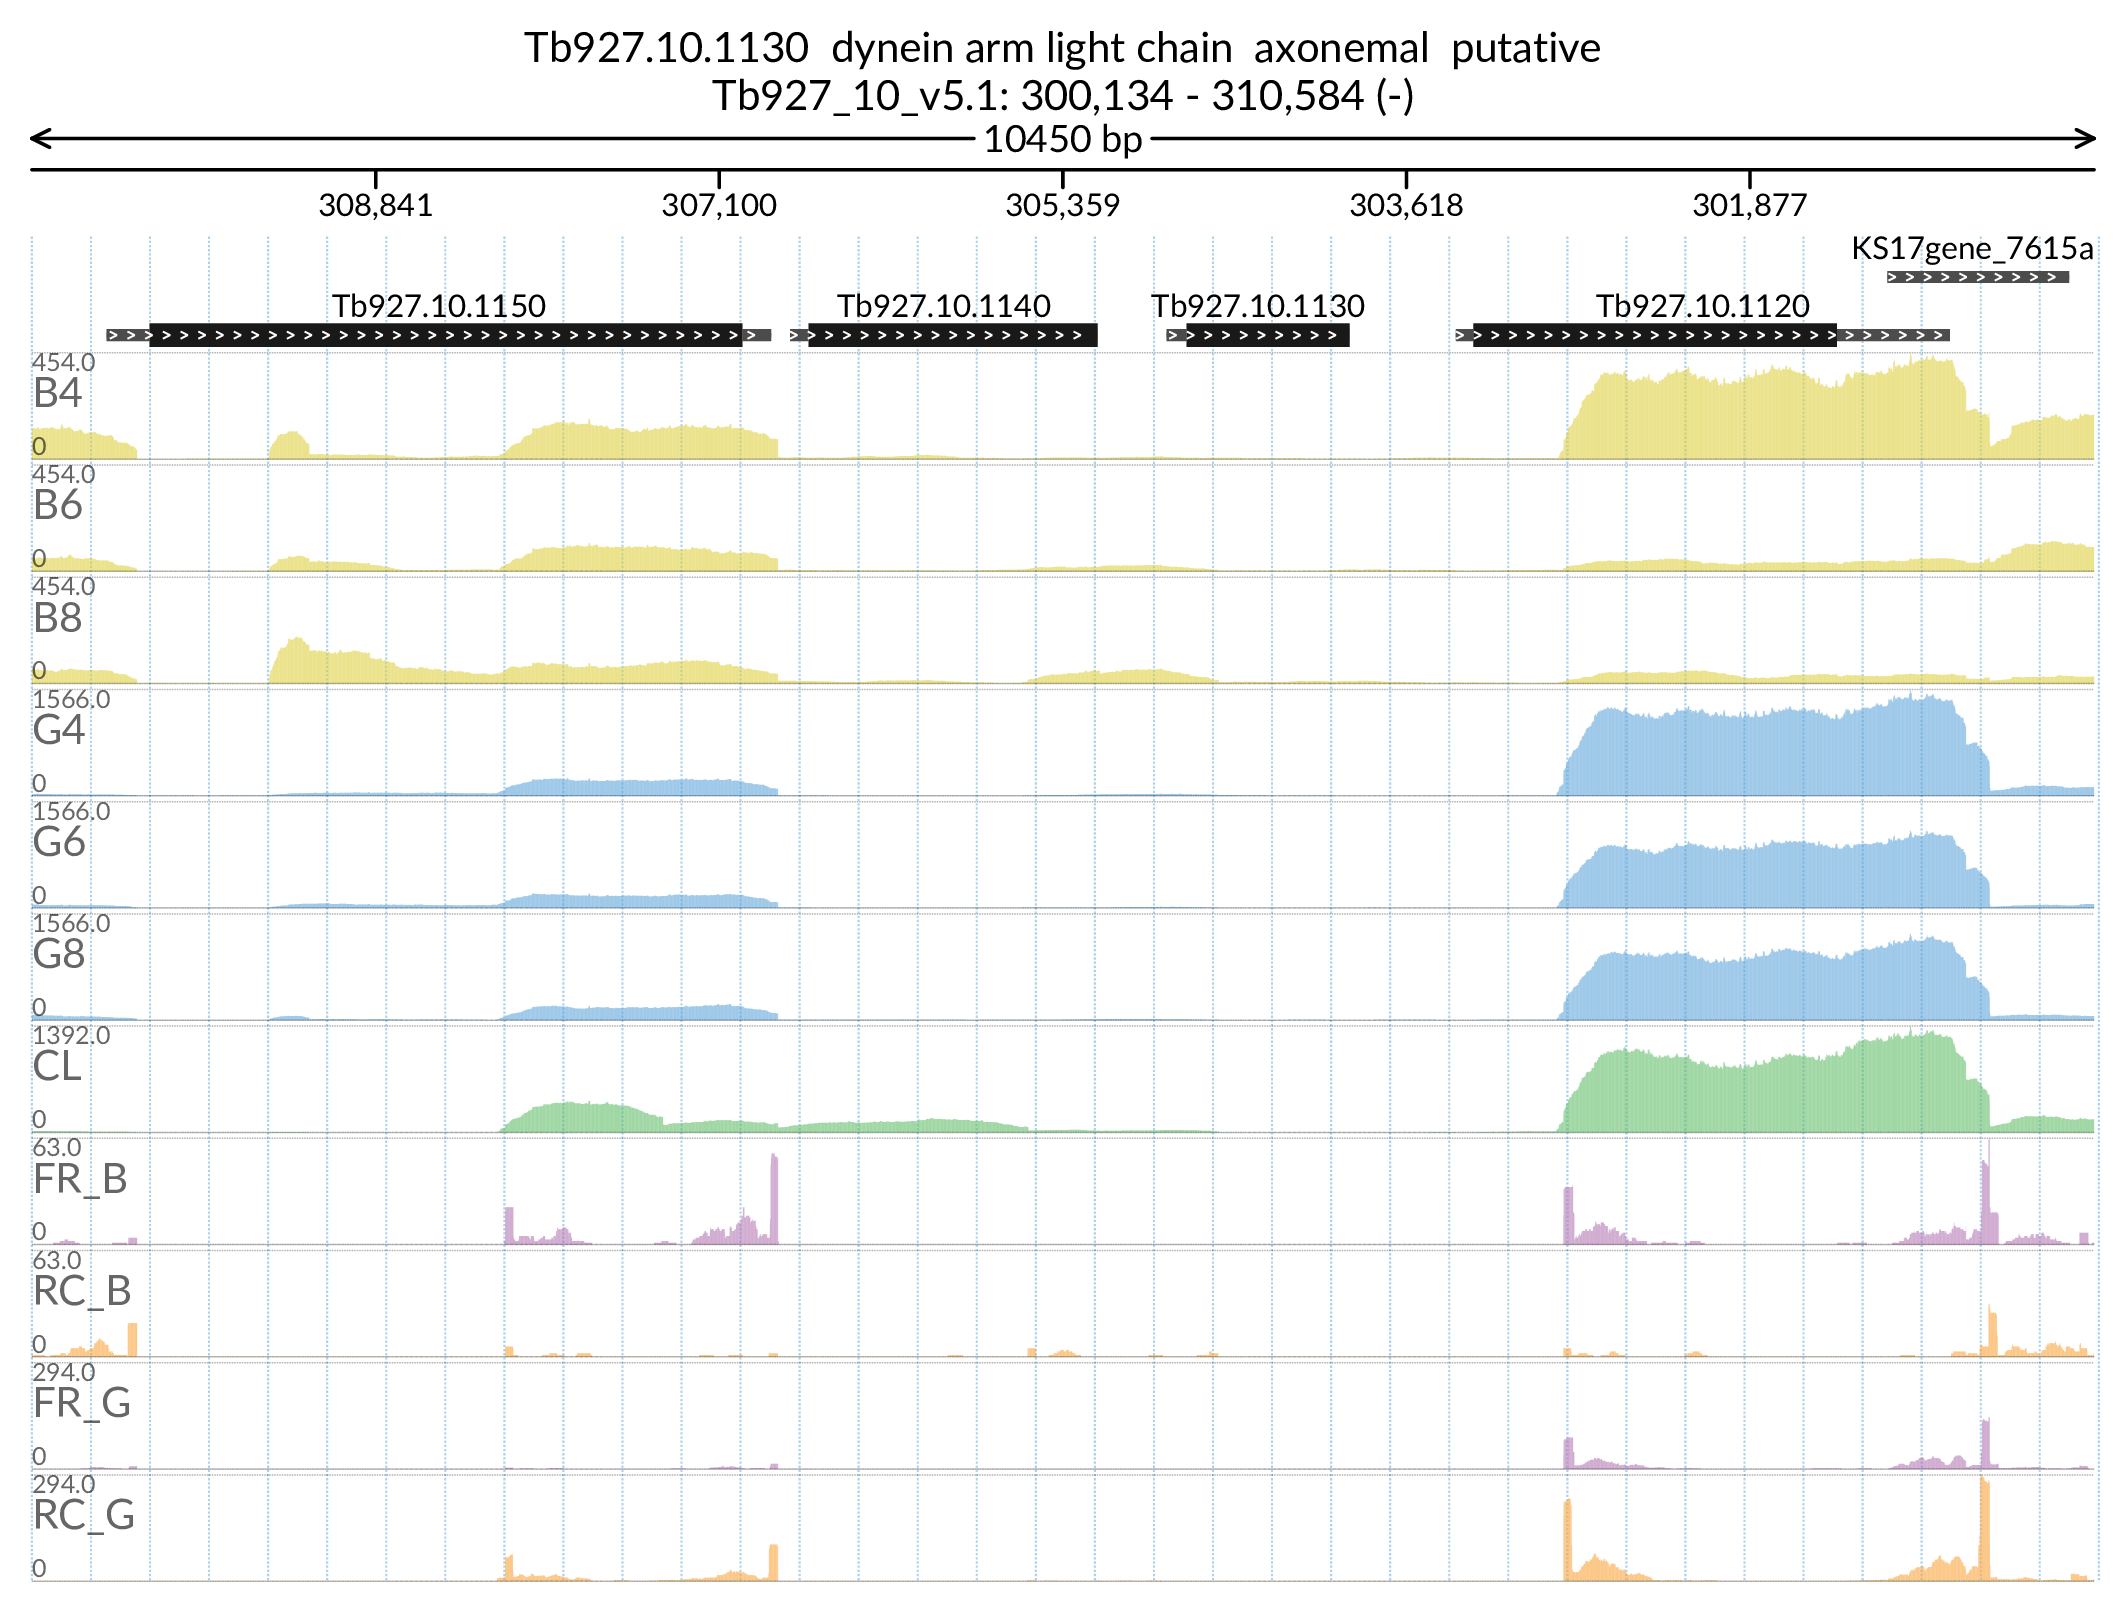 Tb927.10.1130 dynein arm light chain axonemal putative
Tb927_10_v5.1: 300,134 - 310,584 (-)
10450 bp
308,841 307,100 305,359 303,618 301,877
KS17gene_7615a
Tb927.10.1150 Tb927.10.1140 Tb927.10.1130 Tb927.10.1120
454.0
B4
0
454.0
B6
0
454.0
B8
0
1566.0
G4
0
1566.0
G6
0
1566.0
G8
0
1392.0
CL
0
63.0
FR_B
0
63.0
RC_B
0
294.0
FR_G
0
294.0
RC_G
0